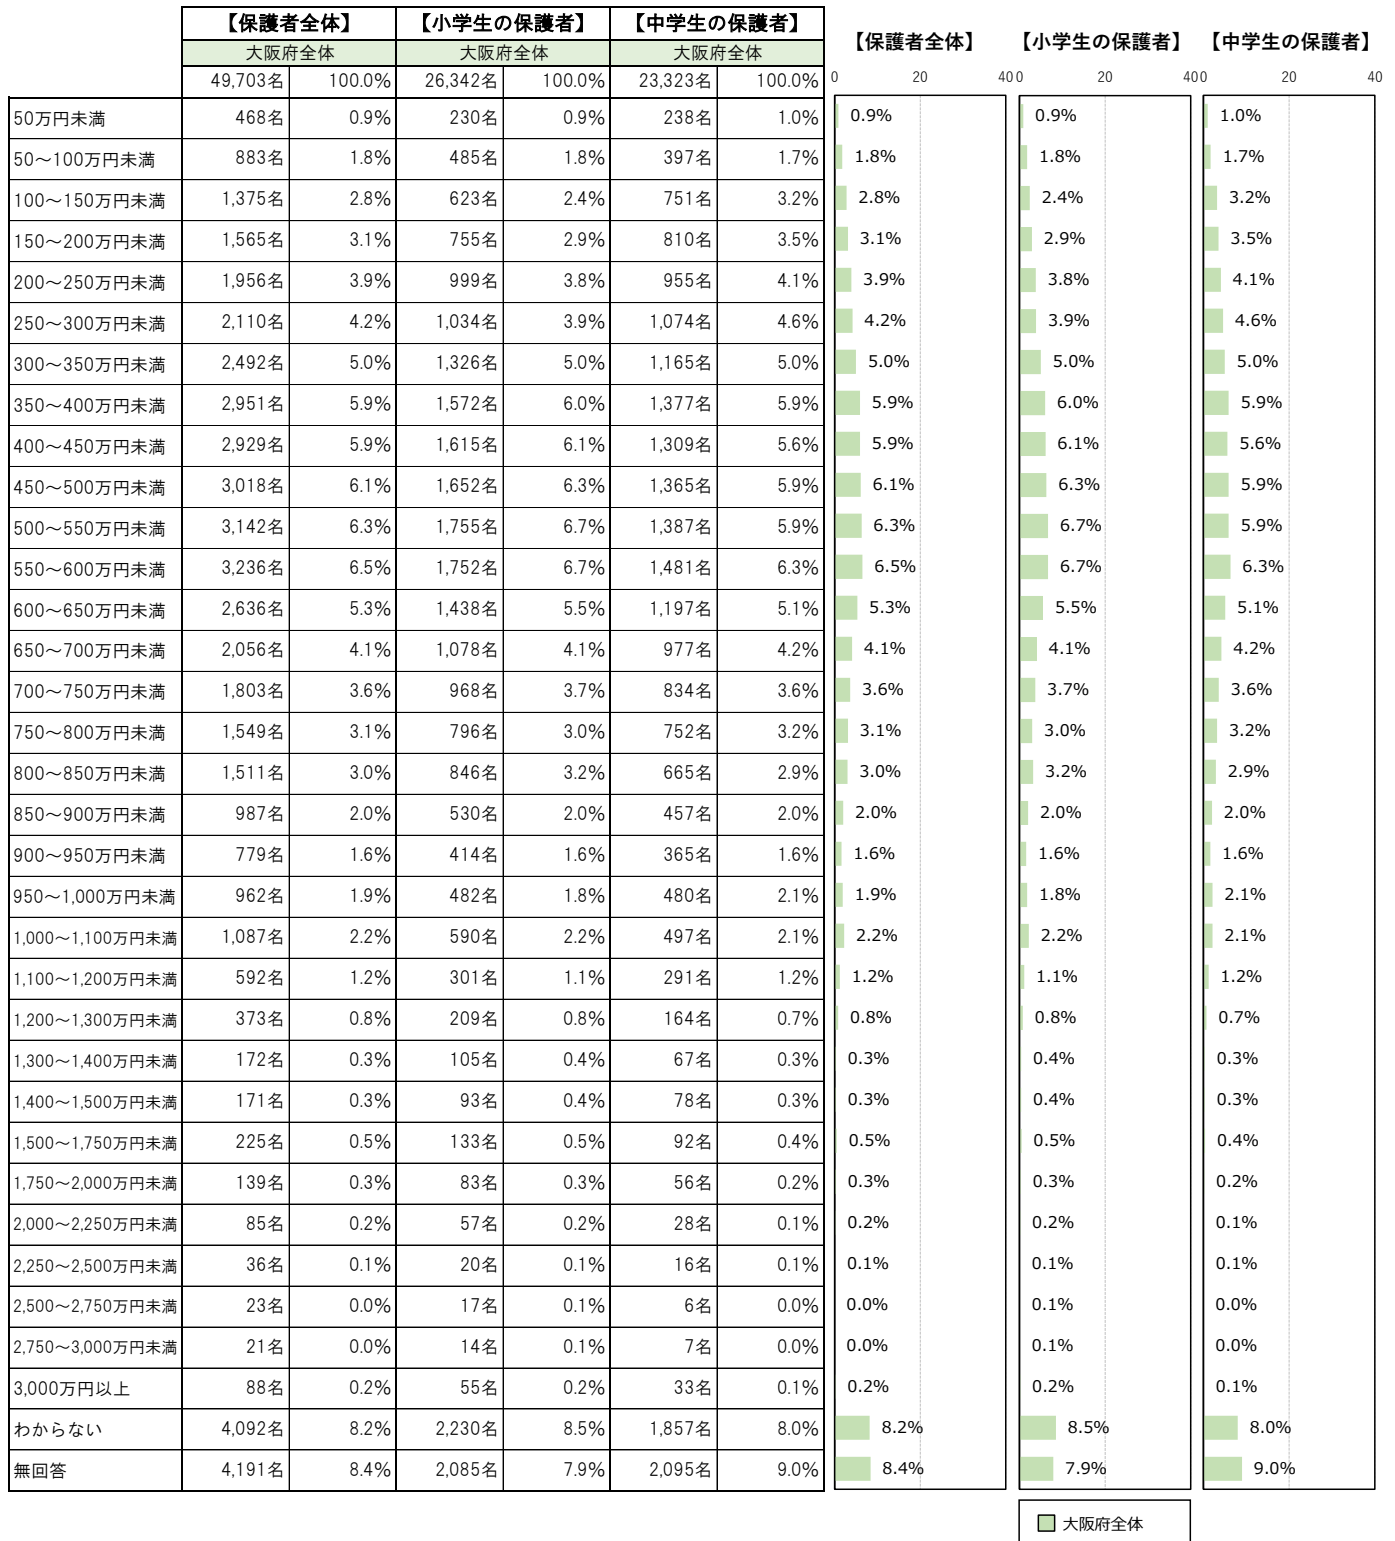 【保護者全体】 【小学生の保護者】 【中学生の保護者】
大阪府全体 大阪府全体 大阪府全体
49,703名 100.0% 26,342名 100.0% 23,323名 100.0%
【保護者全体】 【小学生の保護者】 【中学生の保護者】
0 20 40 0 20 40 0 20 40
50万円未満 468名 0.9% 230名 0.9% 238名 1.0% 0.9% 0.9% 1.0%
50～100万円未満 883名 1.8% 485名 1.8% 397名 1.7% 1.8% 1.8% 1.7%
100～150万円未満 1,375名 2.8% 623名 2.4% 751名 3.2% 2.8% 2.4% 3.2%
150～200万円未満 1,565名 3.1% 755名 2.9% 810名 3.5% 3.1% 2.9% 3.5%
200～250万円未満 1,956名 3.9% 999名 3.8% 955名 4.1% 3.9% 3.8% 4.1%
250～300万円未満 2,110名 4.2% 1,034名 3.9% 1,074名 4.6% 4.2% 3.9% 4.6%
300～350万円未満 2,492名 5.0% 1,326名 5.0% 1,165名 5.0% 5.0% 5.0% 5.0%
350～400万円未満 2,951名 5.9% 1,572名 6.0% 1,377名 5.9% 5.9% 6.0% 5.9%
400～450万円未満 2,929名 5.9% 1,615名 6.1% 1,309名 5.6% 5.9% 6.1% 5.6%
450～500万円未満 3,018名 6.1% 1,652名 6.3% 1,365名 5.9% 6.1% 6.3% 5.9%
500～550万円未満 3,142名 6.3% 1,755名 6.7% 1,387名 5.9% 6.3% 6.7% 5.9%
550～600万円未満 3,236名 6.5% 1,752名 6.7% 1,481名 6.3% 6.5% 6.7% 6.3%
600～650万円未満 2,636名 5.3% 1,438名 5.5% 1,197名 5.1% 5.3% 5.5% 5.1%
650～700万円未満 2,056名 4.1% 1,078名 4.1% 977名 4.2% 4.1% 4.1% 4.2%
700～750万円未満 1,803名 3.6% 968名 3.7% 834名 3.6% 3.6% 3.7% 3.6%
750～800万円未満 1,549名 3.1% 796名 3.0% 752名 3.2% 3.1% 3.0% 3.2%
800～850万円未満 1,511名 3.0% 846名 3.2% 665名 2.9% 3.0% 3.2% 2.9%
850～900万円未満 987名 2.0% 530名 2.0% 457名 2.0% 2.0% 2.0% 2.0%
900～950万円未満 779名 1.6% 414名 1.6% 365名 1.6% 1.6% 1.6% 1.6%
950～1,000万円未満 962名 1.9% 482名 1.8% 480名 2.1% 1.9% 1.8% 2.1%
1,000～1,100万円未満 1,087名 2.2% 590名 2.2% 497名 2.1% 2.2% 2.2% 2.1%
1,100～1,200万円未満 592名 1.2% 301名 1.1% 291名 1.2% 1.2% 1.1% 1.2%
1,200～1,300万円未満 373名 0.8% 209名 0.8% 164名 0.7% 0.8% 0.8% 0.7%
1,300～1,400万円未満 172名 0.3% 105名 0.4% 67名 0.3% 0.3% 0.4% 0.3%
1,400～1,500万円未満 171名 0.3% 93名 0.4% 78名 0.3% 0.3% 0.4% 0.3%
1,500～1,750万円未満 225名 0.5% 133名 0.5% 92名 0.4% 0.5% 0.5% 0.4%
1,750～2,000万円未満 139名 0.3% 83名 0.3% 56名 0.2% 0.3% 0.3% 0.2%
2,000～2,250万円未満 85名 0.2% 57名 0.2% 28名 0.1% 0.2% 0.2% 0.1%
2,250～2,500万円未満 36名 0.1% 20名 0.1% 16名 0.1% 0.1% 0.1% 0.1%
2,500～2,750万円未満 23名 0.0% 17名 0.1% 6名 0.0% 0.0% 0.1% 0.0%
2,750～3,000万円未満 21名 0.0% 14名 0.1% 7名 0.0% 0.0% 0.1% 0.0%
3,000万円以上 88名 0.2% 55名 0.2% 33名 0.1% 0.2% 0.2% 0.1%
わからない 4,092名 8.2% 2,230名 8.5% 1,857名 8.0% 8.2% 8.5% 8.0%
無回答 4,191名 8.4% 2,085名 7.9% 2,095名 9.0% 8.4% 7.9% 9.0%
大阪府全体